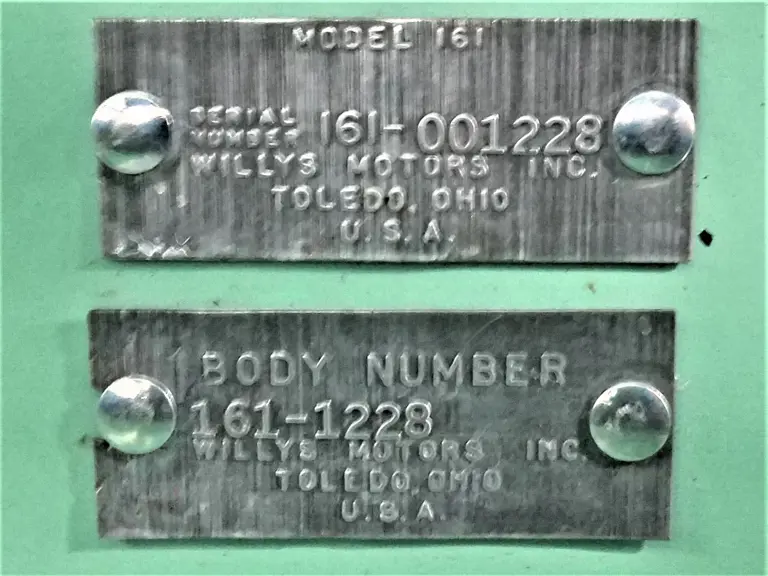 MODEL 161
SERIAL NUMBER 161-001228
WILLYS MOTORS INC.
TOLEDO, OHIO
U.S.A.
BODY NUMBER
161-1228
WILLYS MOTORS INC.
TOLEDO, OHIO
U.S.A.